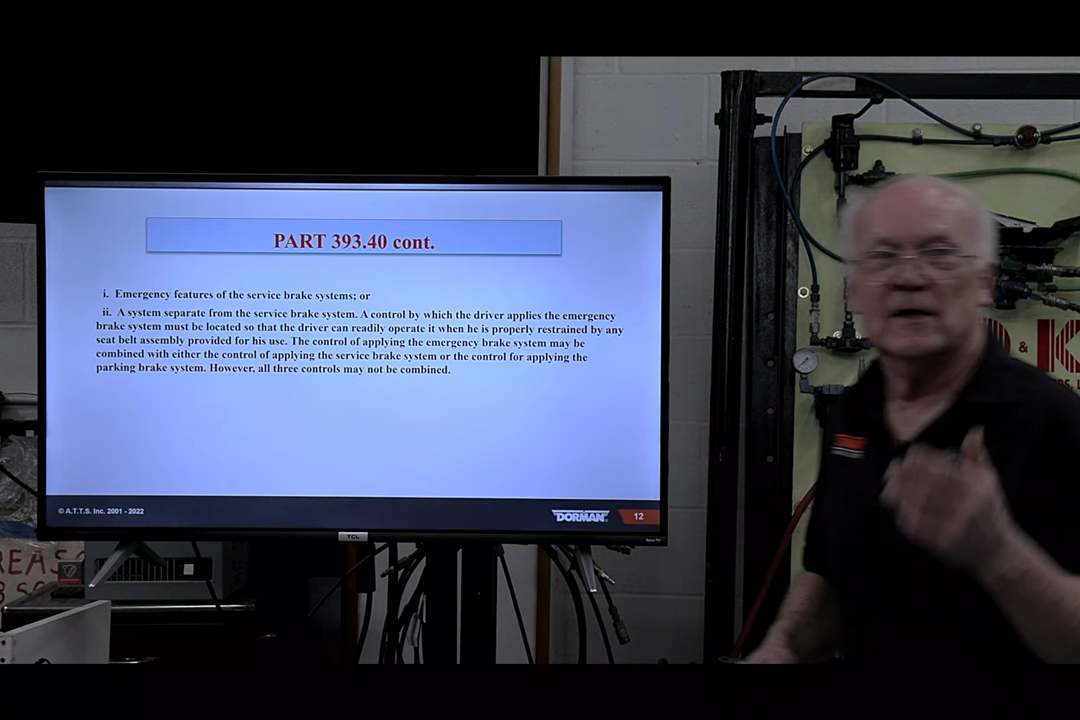 PART 393.40 cont.
i. Emergency features of the service brake systems; or
ii. A system separate from the service brake system. A control by which the driver applies the emergency
brake system must be located so that the driver can readily operate it when he is properly restrained by any
seat belt assembly provided for his use. The control of applying the emergency brake system may be
combined with either the control of applying the service brake system or the control for applying the
parking brake system. However, all three controls may not be combined.
© A.T.T.S. Inc. 2001 - 2022
DORMAN
12
TCL
& K